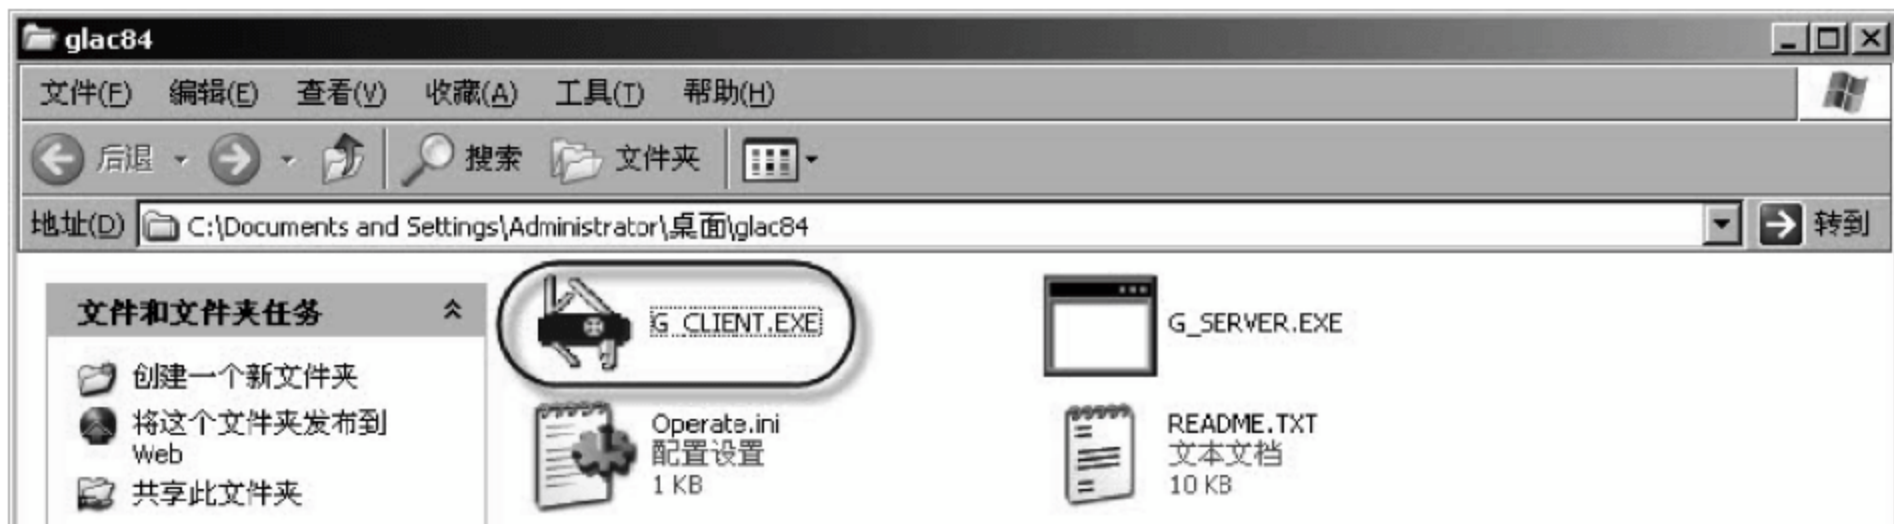 glac84
文件(F) 编辑(E) 查看(V) 收藏(A) 工具(T) 帮助(H)
后退 搜索 文件夹
地址(D) C:\Documents and Settings\Administrator\桌面\glac84 转到
文件和文件夹任务
创建一个新文件夹
将这个文件夹发布到
Web
共享此文件夹
G_CLIENT.EXE
G_SERVER.EXE
Operate.ini
配置设置
1 KB
README.TXT
文本文档
10 KB